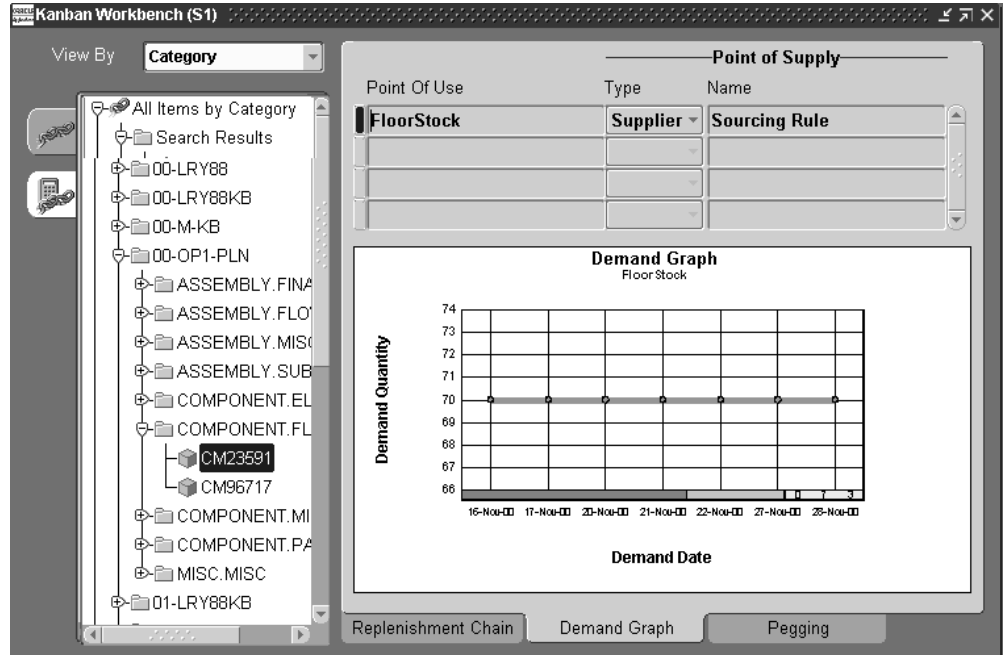 Kanban Workbench (S1)
View By
Category
All Items by Category
Search Results
00-LRY88
00-LRY88KB
00-M-KB
00-OP1-PLN
ASSEMBLY.FINA
ASSEMBLY.FLO
ASSEMBLY.MISC
ASSEMBLY.SUB
COMPONENT.EL
COMPONENT.FL
CM23591
CM96717
COMPONENT.MI
COMPONENT.PA
MISC.MISC
01-LRY88KB
Point of Supply
Point Of Use Type Name
FloorStock Supplier Sourcing Rule
Demand Graph
FloorStock
74
73
72
71
70
69
68
67
66
Demand Quantity
0 7 3
16-Nov-00 17-Nov-00 20-Nov-00 21-Nov-00 22-Nov-00 27-Nov-00 28-Nov-00
Demand Date
Replenishment Chain Demand Graph Pegging